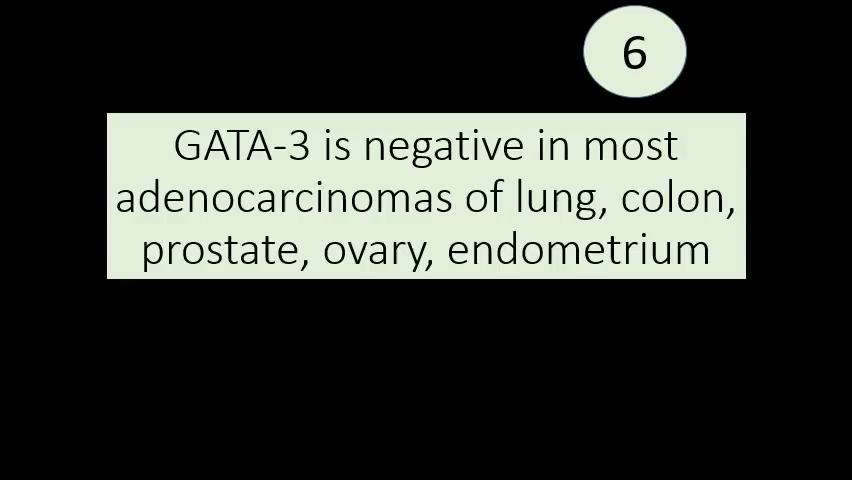 6
GATA-3 is negative in most
adenocarcinomas of lung, colon,
prostate, ovary, endometrium